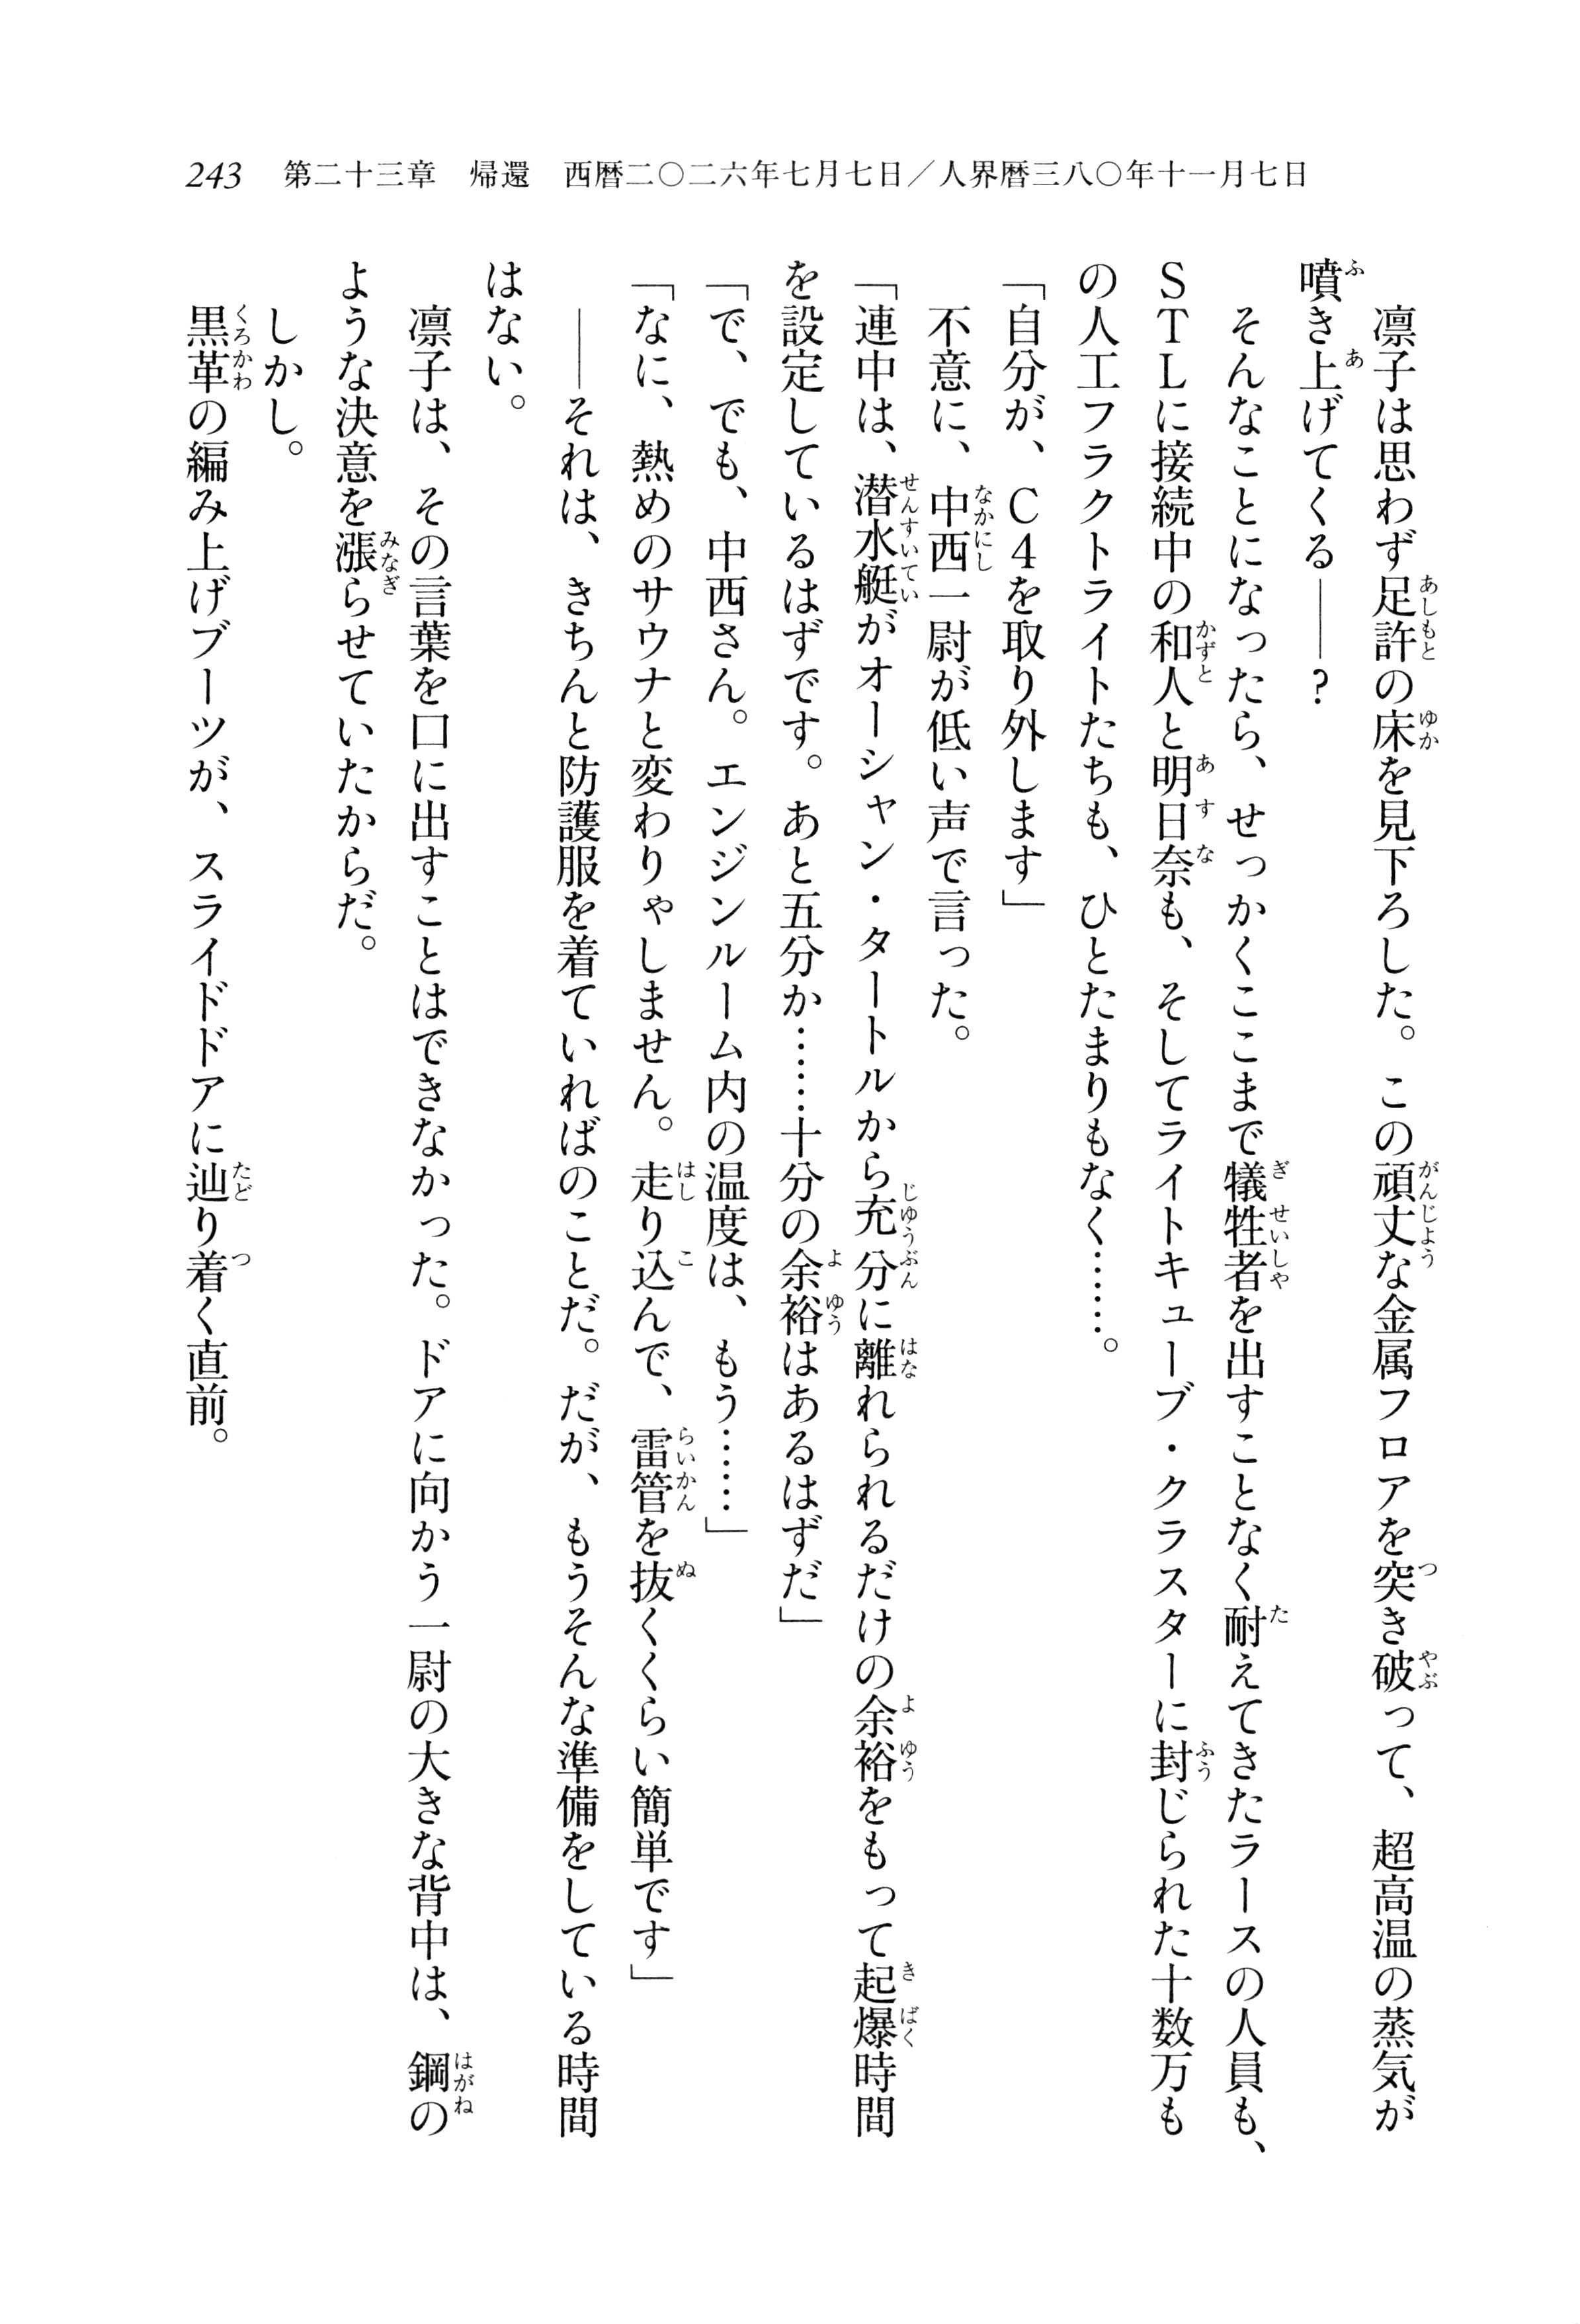 243　第二十三章　帰還　西暦二〇二六年七月七日／人界暦三八〇年十一月七日
　凛子は思わず足許の床を見下ろした。この頑丈な金属フロアを突き破って、超高温の蒸気が
噴き上げてくる――？
　そんなことになったら、せっかくここまで犠牲者を出すことなく耐えてきたラースの人員も、
ＳＴＬに接続中の和人と明日奈も、そしてライトキューブ・クラスターに封じられた十数万も
の人工フラクトライトたちも、ひとたまりもなく……。
「自分が、Ｃ４を取り外します」
　不意に、中西一尉が低い声で言った。
「連中は、潜水艇がオーシャン・タートルから充分に離れられるだけの余裕をもって起爆時間
を設定しているはずです。あと五分か……十分の余裕はあるはずだ」
「で、でも、中西さん。エンジンルーム内の温度は、もう……」
「なに、熱めのサウナと変わりゃしません。走り込んで、雷管を抜くくらい簡単です」
　――それは、きちんと防護服を着ていればのことだ。だが、もうそんな準備をしている時間
はない。
　凛子は、その言葉を口に出すことはできなかった。ドアに向かう一尉の大きな背中は、鋼の
ような決意を漲らせていたからだ。
　しかし。
　黒革の編み上げブーツが、スライドドアに辿り着く直前。